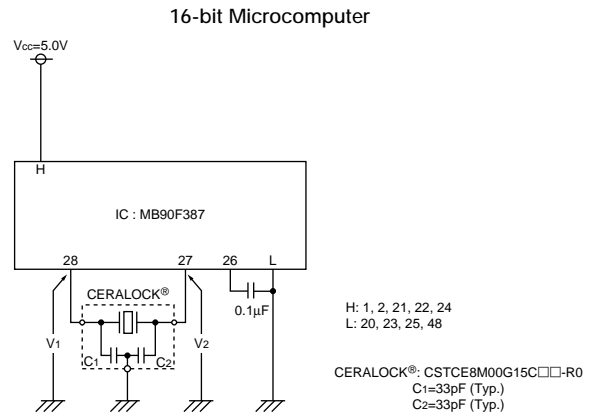 16-bit Microcomputer
Vcc=5.0V
H
IC : MB90F387
28 27 26 L
CERALOCK®
0.1μF
V1 V2
C1 C2
H: 1, 2, 21, 22, 24
L: 20, 23, 25, 48
CERALOCK®: CSTCE8M00G15C□□-R0
C1=33pF (Typ.)
C2=33pF (Typ.)